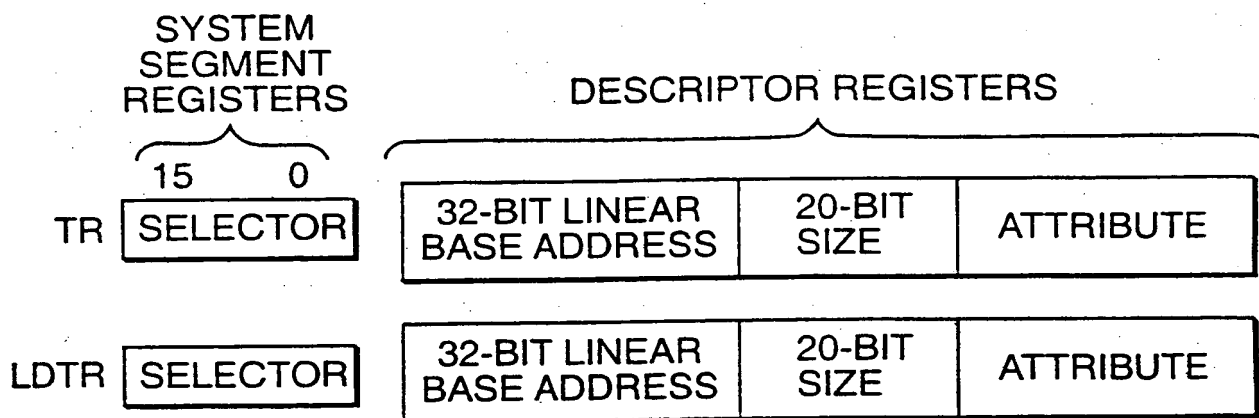 SYSTEM
SEGMENT
REGISTERS
DESCRIPTOR REGISTERS
15 0
TR SELECTOR 32-BIT LINEAR BASE ADDRESS 20-BIT SIZE ATTRIBUTE
LDTR SELECTOR 32-BIT LINEAR BASE ADDRESS 20-BIT SIZE ATTRIBUTE